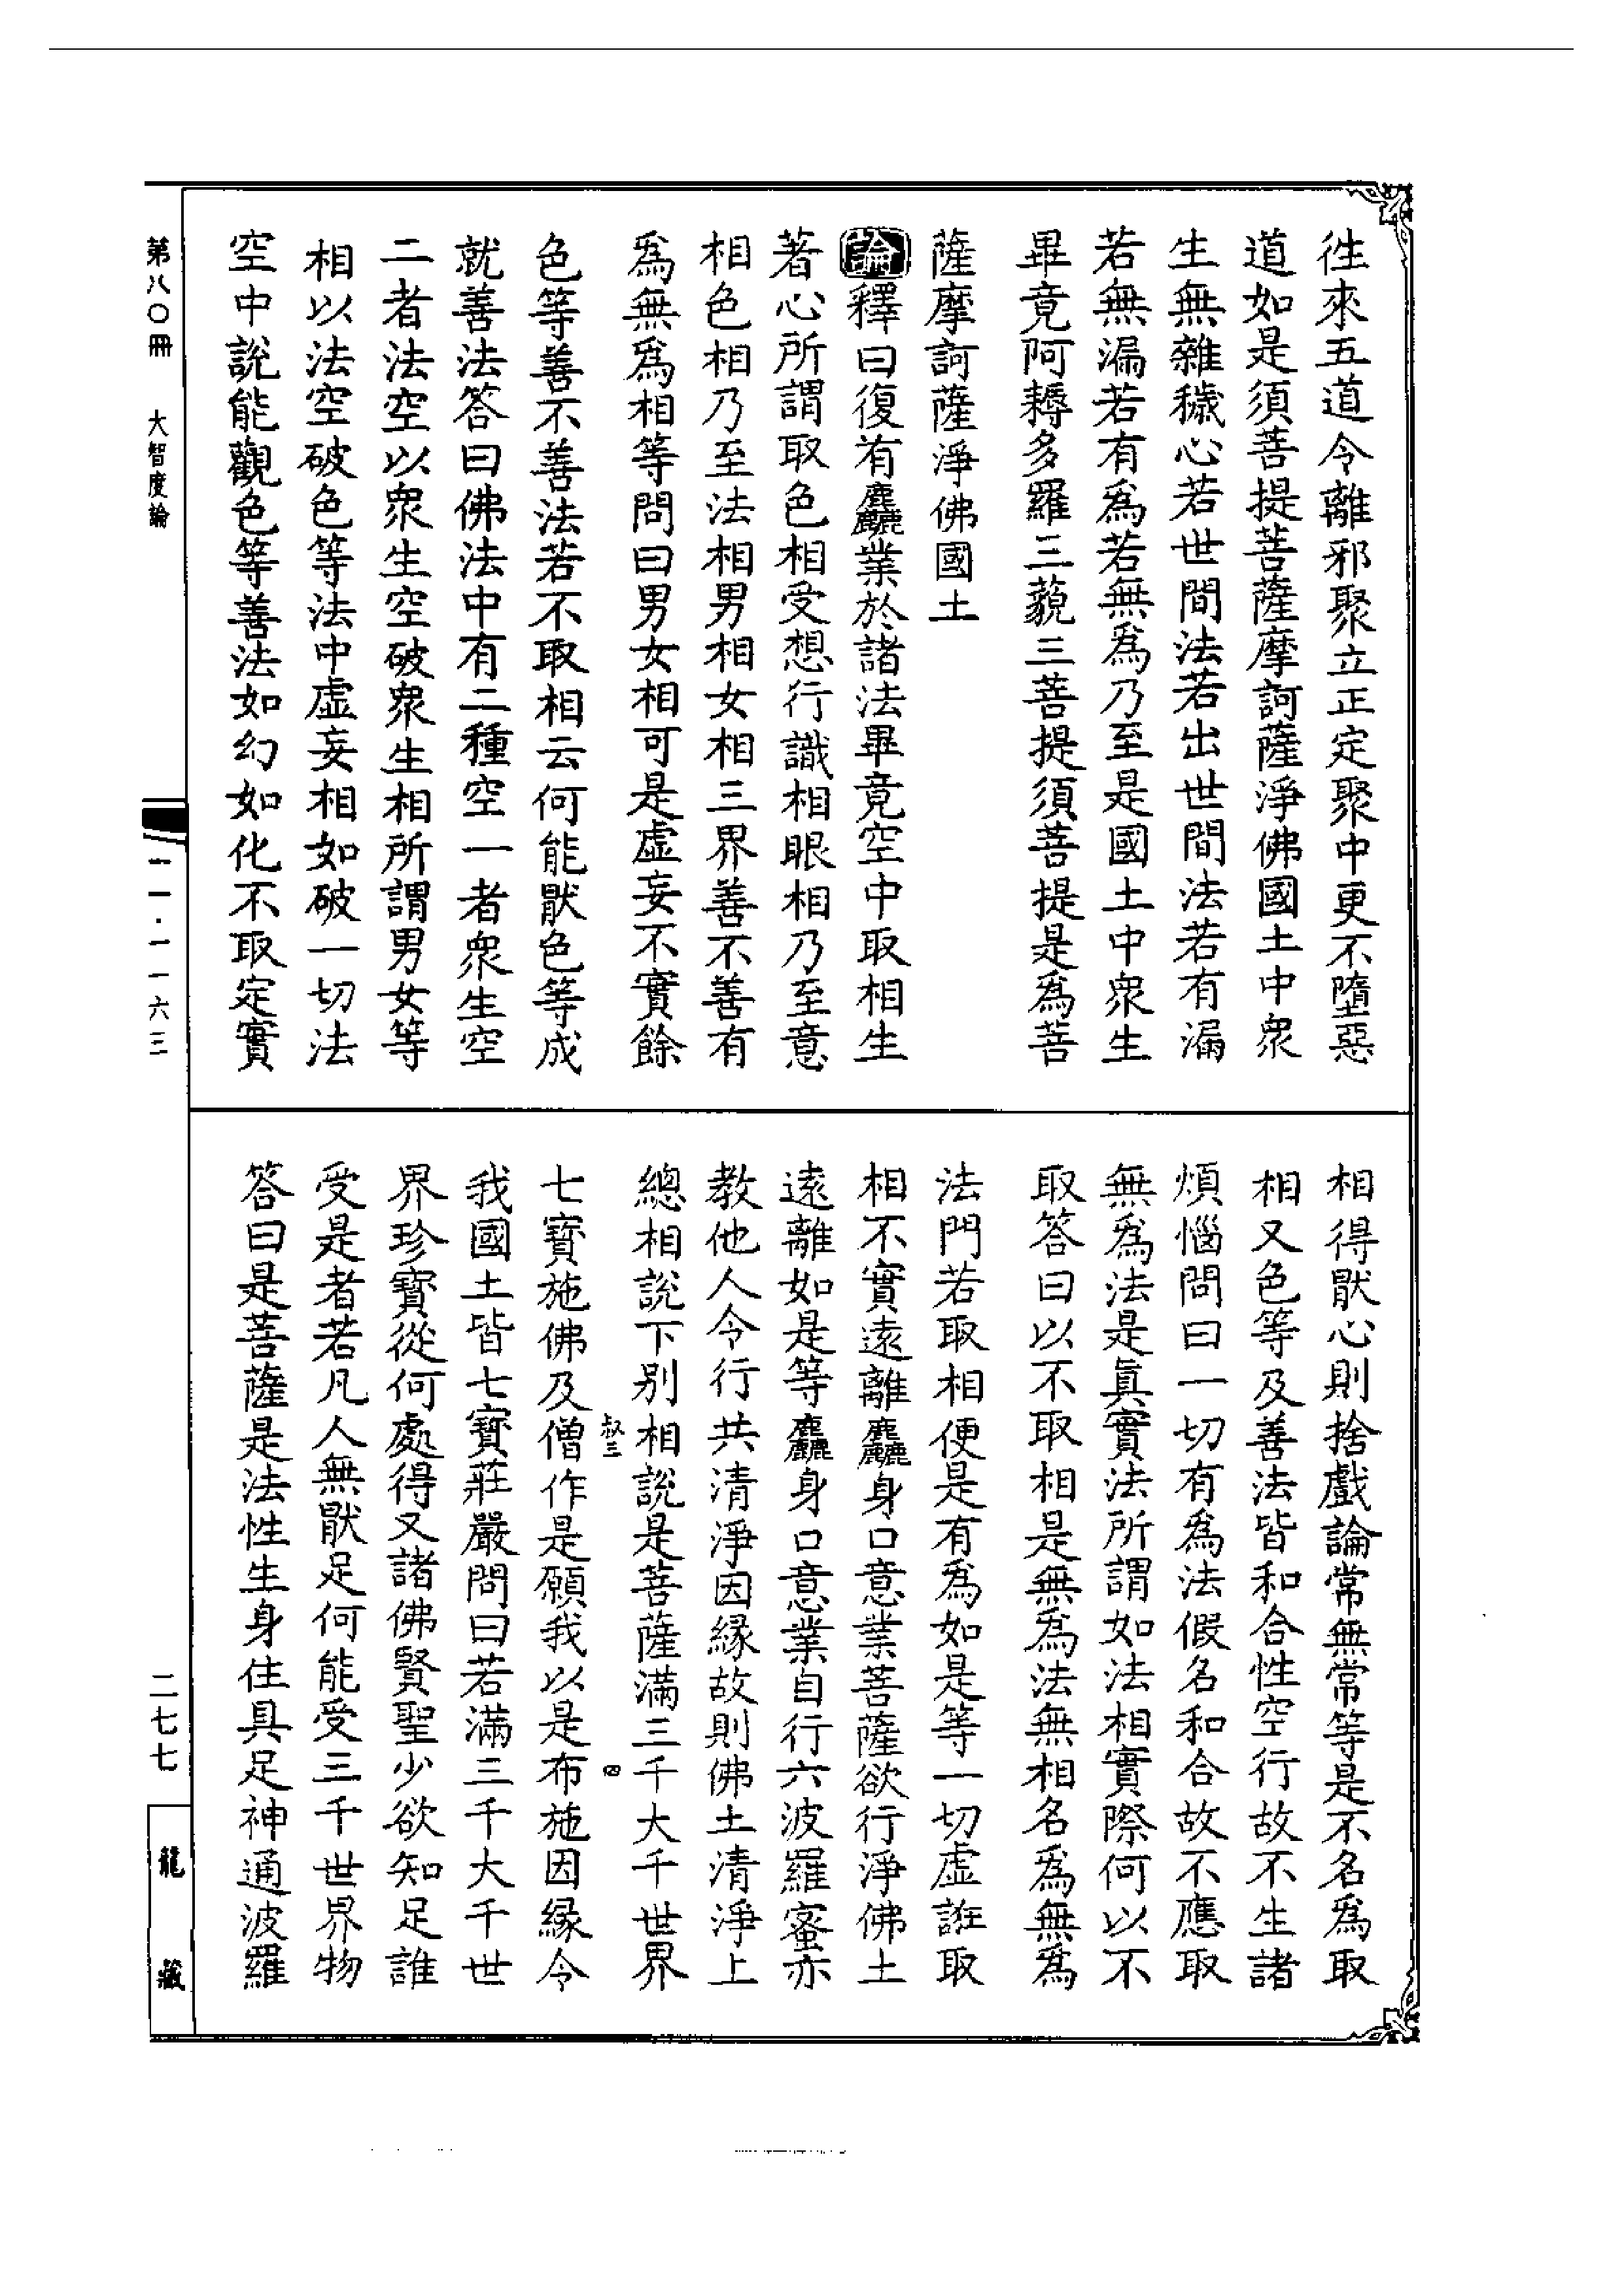 往來五道令離邪聚立正定聚中更不墮惡
道如是須菩提菩薩摩訶薩淨佛國土中衆
生無雜穢心若世間法若出世間法若有漏
若無漏若有爲若無爲乃至是國土中衆生
畢竟阿耨多羅三藐三菩提須菩提是爲菩
薩摩訶薩淨佛國土
論釋曰復有麤業於諸法畢竟空中取相生
著心所謂取色相受想行識相眼相乃至意
相色相乃至法相男相女相三界善不善有
爲無爲相等問曰男女相可是虛妄不實餘
色等善不善法若不取相云何能猒色等成
就善法答曰佛法中有二種空一者衆生空
二者法空以衆生空破衆生相所謂男女等
相以法空破色等法中虛妄相如破一切法
空中說能觀色等善法如幻如化不取定實
相得猒心則捨戲論常無常等是不名爲取
相又色等及善法皆和合性空行故不生諸
煩惱問曰一切有爲法假名和合故不應取
無爲法是真實法所謂如法相實際何以不
取答曰以不取相是無爲法無相名爲無爲
法門若取相便是有爲如是等一切虛誑取
相不實遠離麤身口意業菩薩欲行淨佛土
遠離如是等麤身口意業自行六波羅蜜亦
教他人令行共清淨因緣故則佛土清淨上
總相說下別相說是菩薩滿三千大千世界
叔三
四
七寶施佛及僧作是願我以是布施因緣令
我國土皆七寶莊嚴問曰若滿三千大千世
界珍寶從何處得又諸佛賢聖少欲知足誰
受是者若凡人無猒足何能受三千世界物
答曰是菩薩是法性生身住具足神通波羅
第八〇冊 大智度論
一一·一一六三
二七七
龍藏